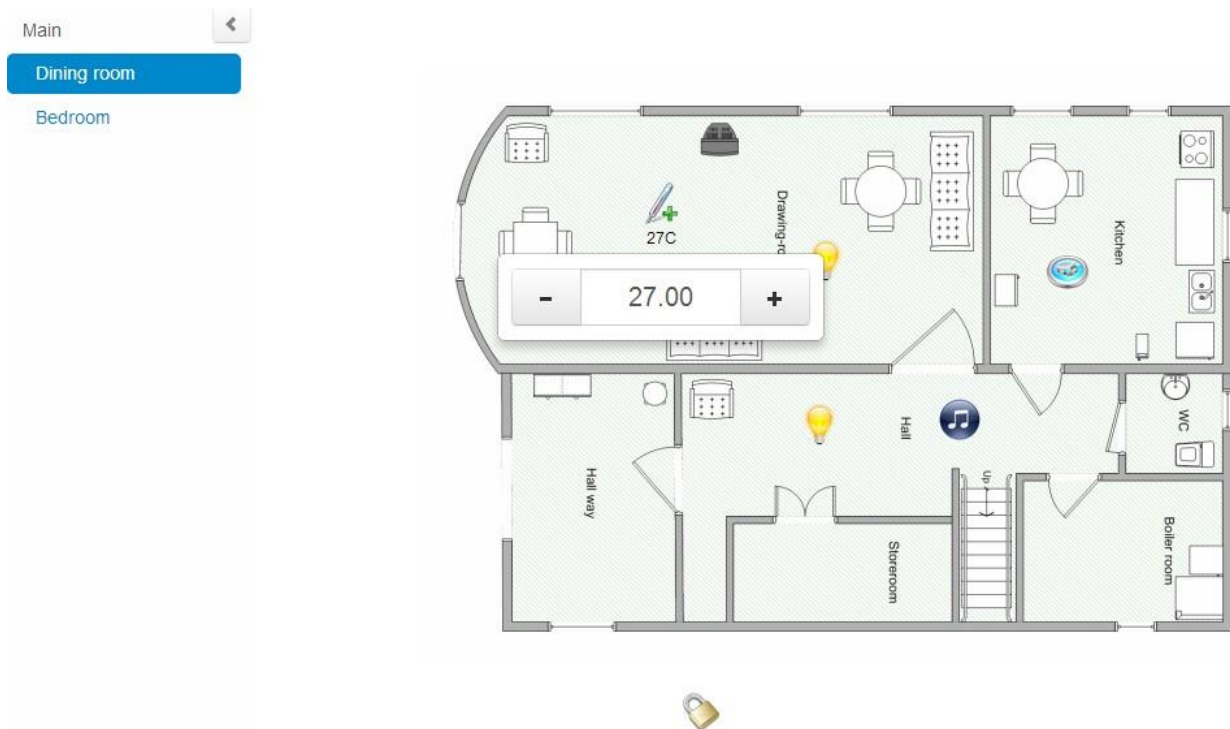 Main
Dining room
Bedroom
27C
Drawing-ro
- 27.00 +
Kitchen
Hall
WC
Hall way
Up
Storeroom
Boiler room